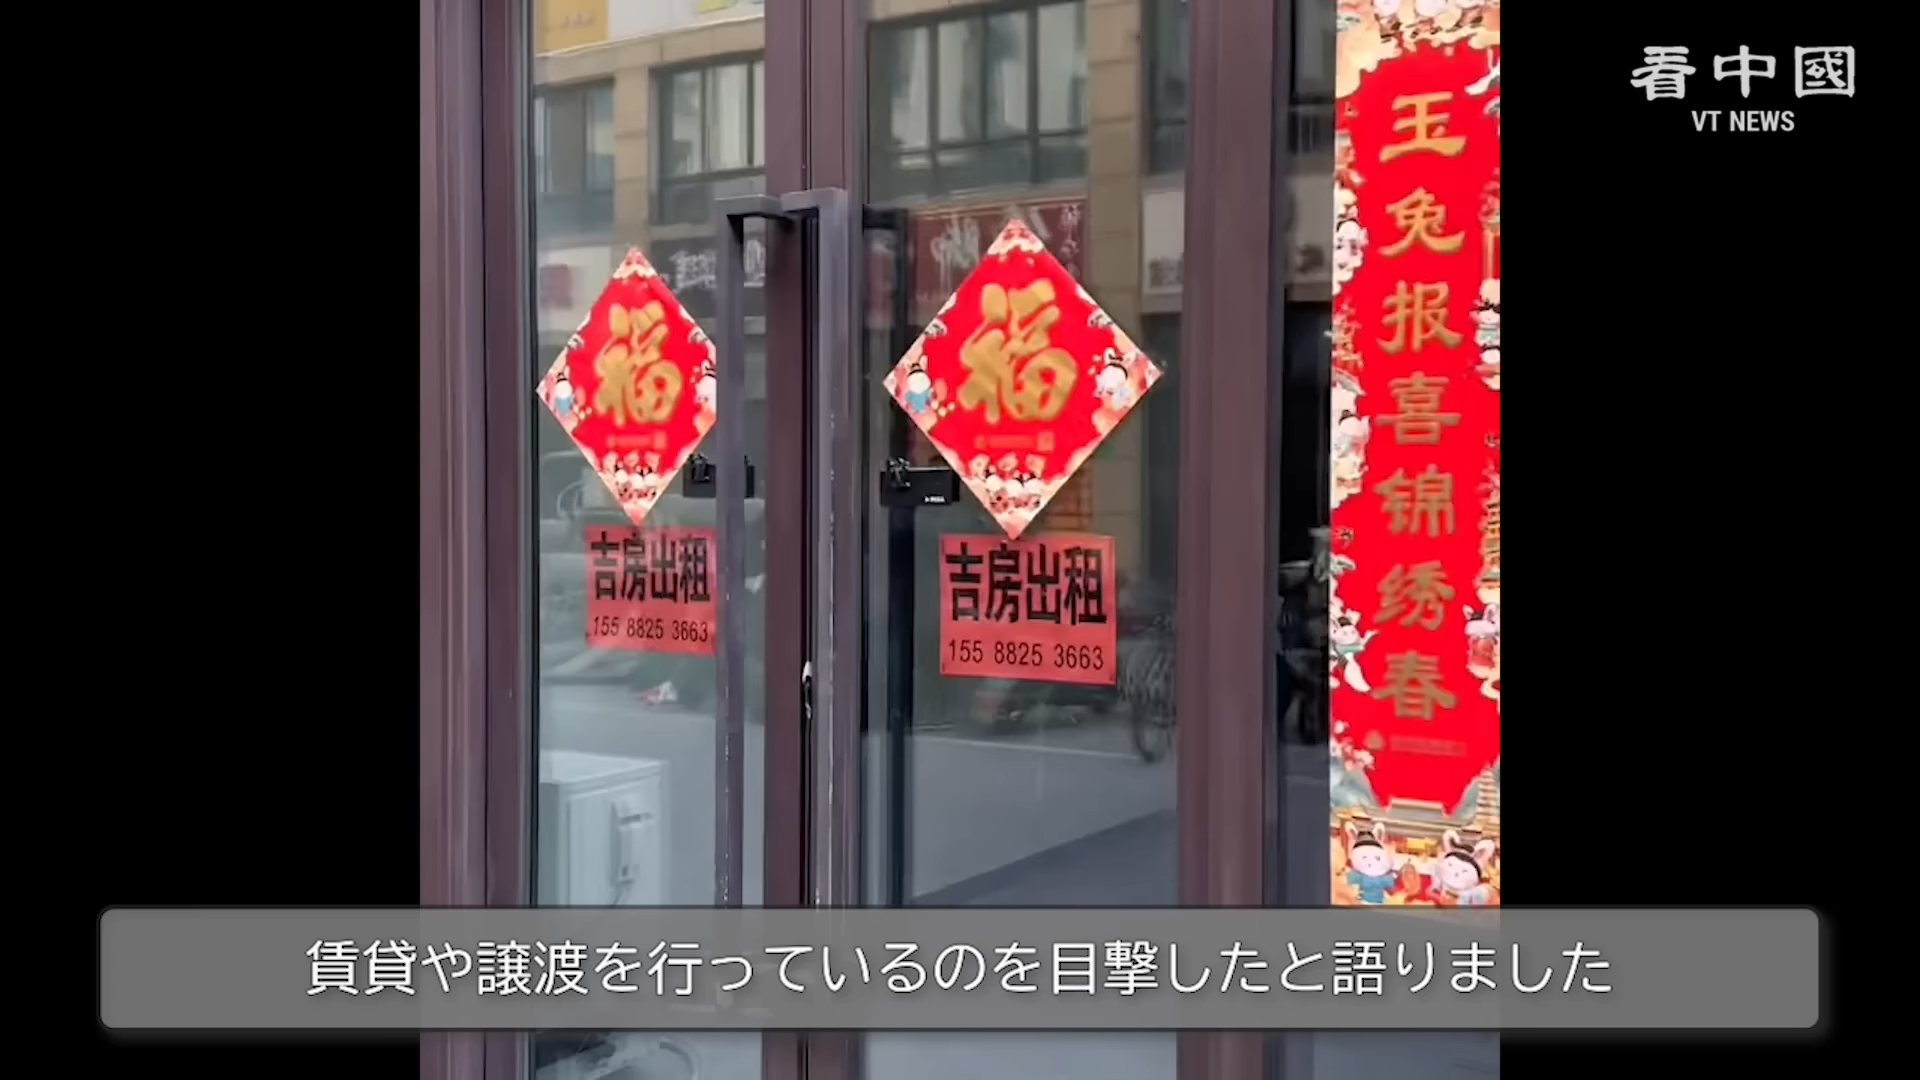 看中國
VT NEWS
玉兔报喜锦绣春
福
福
吉房出租
155 8825 3663
吉房出租
155 8825 3663
賃貸や譲渡を行っているのを目撃したと語りました